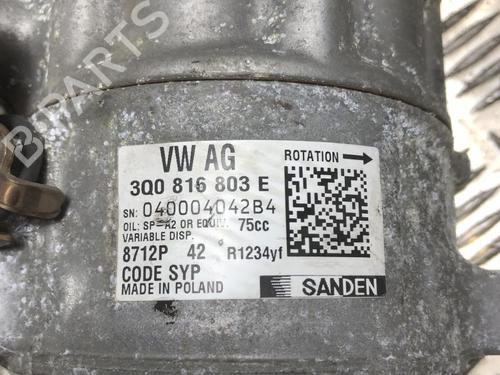 BPARTS
VW AG
ROTATION
3Q0 816 803 E
SN: 040004042B4
OIL: SP-A2 OR EQUIV. 75cc
VARIABLE DISP.
8712P 42 R1234yf
CODE SYP
MADE IN POLAND
SANDEN